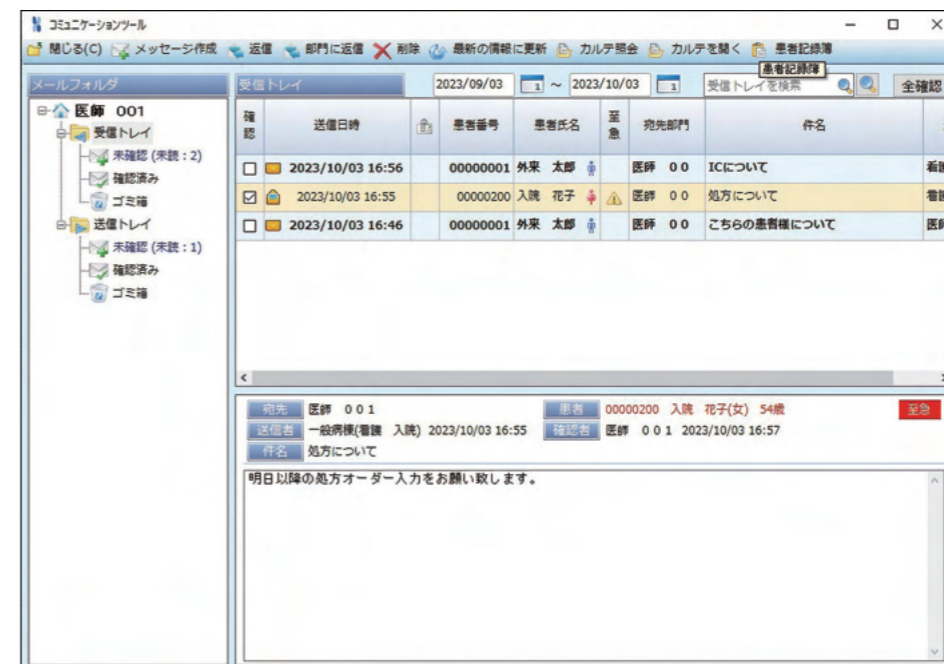 コミュニケーションツール
閉じる(C) メッセージ作成 返信 部門に返信 削除 最新の情報に更新 カルテ照会 カルテを開く 患者記録簿
患者記録簿
メールフォルダ
受信トレイ 2023/09/03 1 ～ 2023/10/03 1 受信トレイを検索 全確認
医師 001
受信トレイ
未確認 (未読：2)
確認済み
ゴミ箱
送信トレイ
未確認 (未読：1)
確認済み
ゴミ箱
確認 送信日時 患者番号 患者氏名 至急 宛先部門 件名
2023/10/03 16:56 00000001 外来 太郎 医師 00 ICについて 看
2023/10/03 16:55 00000200 入院 花子 医師 00 処方について 看
2023/10/03 16:46 00000001 外来 太郎 医師 00 こちらの患者様について 医
宛先 医師 001 患者 00000200 入院 花子(女) 54歳 至急
送信者 一般病棟(看護 入院) 2023/10/03 16:55 確認者 医師 001 2023/10/03 16:57
件名 処方について
明日以降の処方オーダー入力をお願い致します。